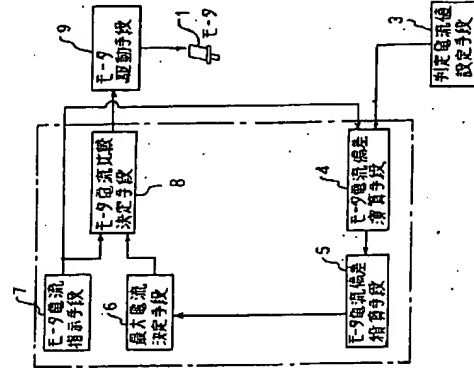 7
モータ電流
指示手段
6
最大電流
決定手段
5
モータ電流偏差
積算手段
モータ電流比較
決定手段
8
4
モータ電流偏差
演算手段
9
モータ
駆動手段
1
モータ
3
判定電流値
設定手段